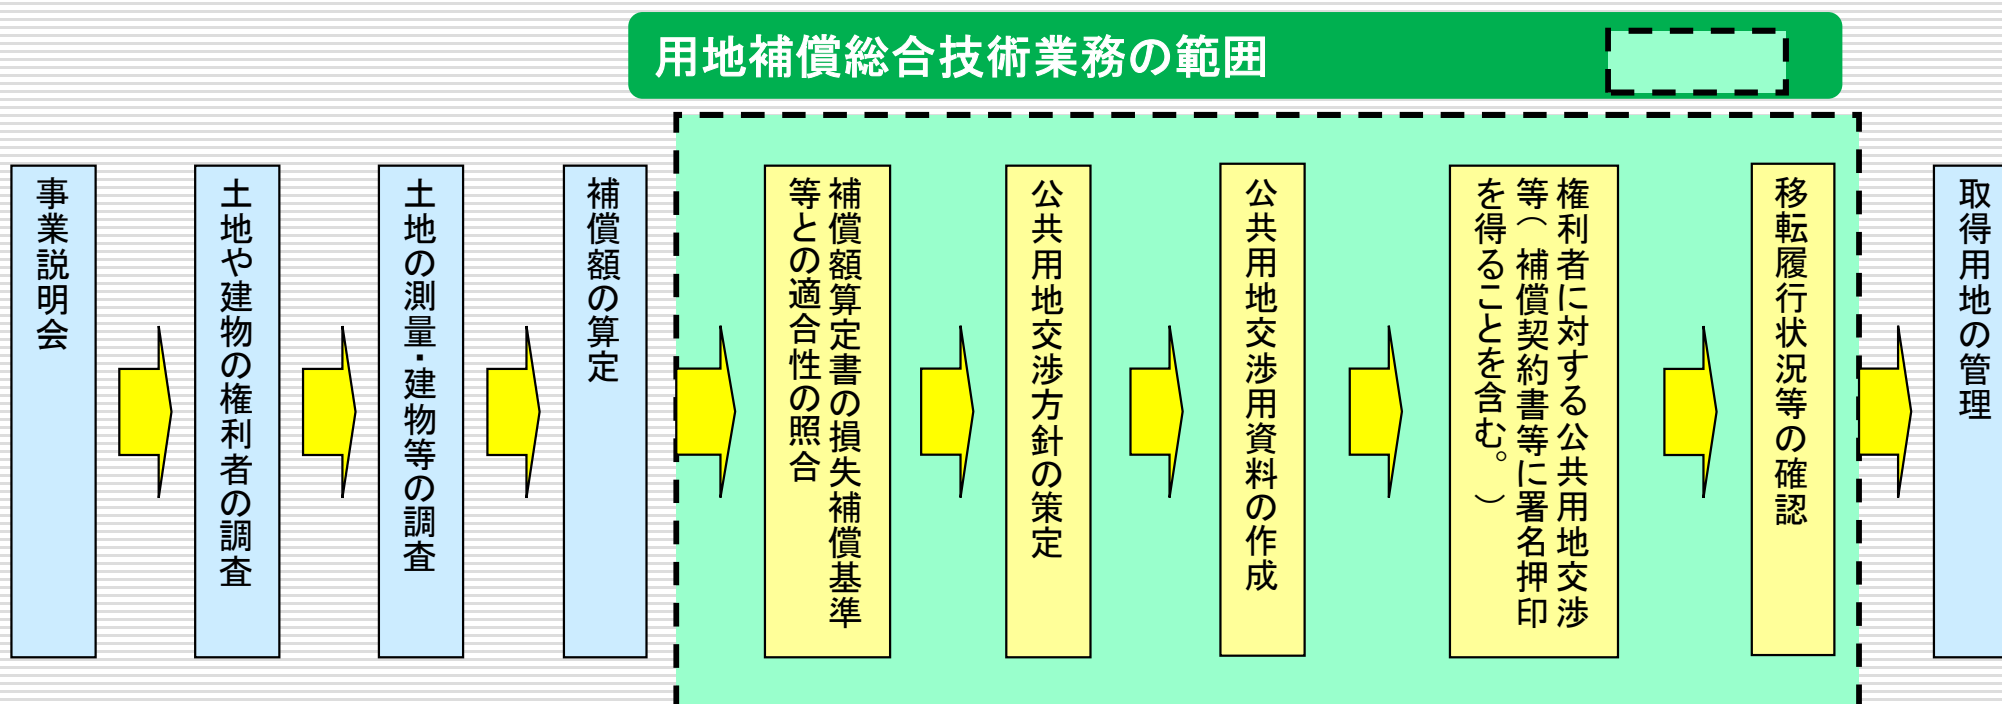 用地補償総合技術業務の範囲
事業説明会
土地や建物の権利者の調査
土地の測量・建物等の調査
補償額の算定
補償額算定書の損失補償基準
等との適合性の照合
公共用地交渉方針の策定
公共用地交渉用資料の作成
権利者に対する公共用地交渉
等(補償契約書等に署名押印
を得ることを含む。)
移転履行状況等の確認
取得用地の管理